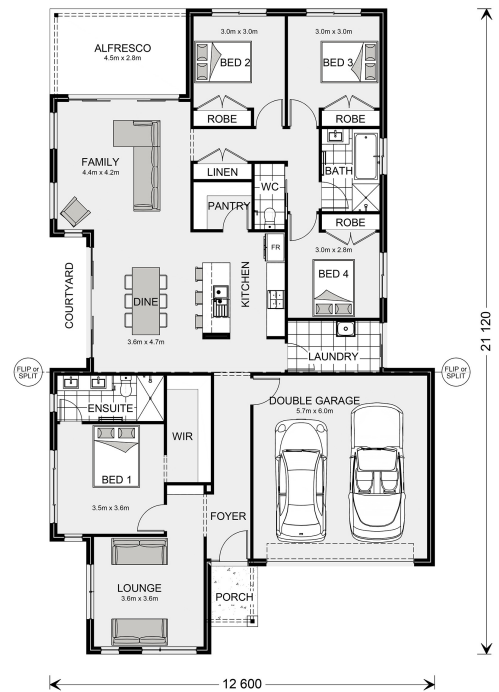 ALFRESCO
4.5m x 2.8m
3.0m x 3.0m
BED 2
3.0m x 3.0m
BED 3
ROBE
ROBE
FAMILY
4.4m x 4.2m
LINEN
WC
BATH
PANTRY
ROBE
3.0m x 2.8m
BED 4
FR
KITCHEN
COURTYARD
DINE
3.6m x 4.7m
LAUNDRY
21 120
FLIP or
SPLIT
FLIP or
SPLIT
ENSUITE
WIR
DOUBLE GARAGE
5.7m x 6.0m
BED 1
3.5m x 3.6m
FOYER
LOUNGE
3.6m x 3.6m
PORCH
12 600